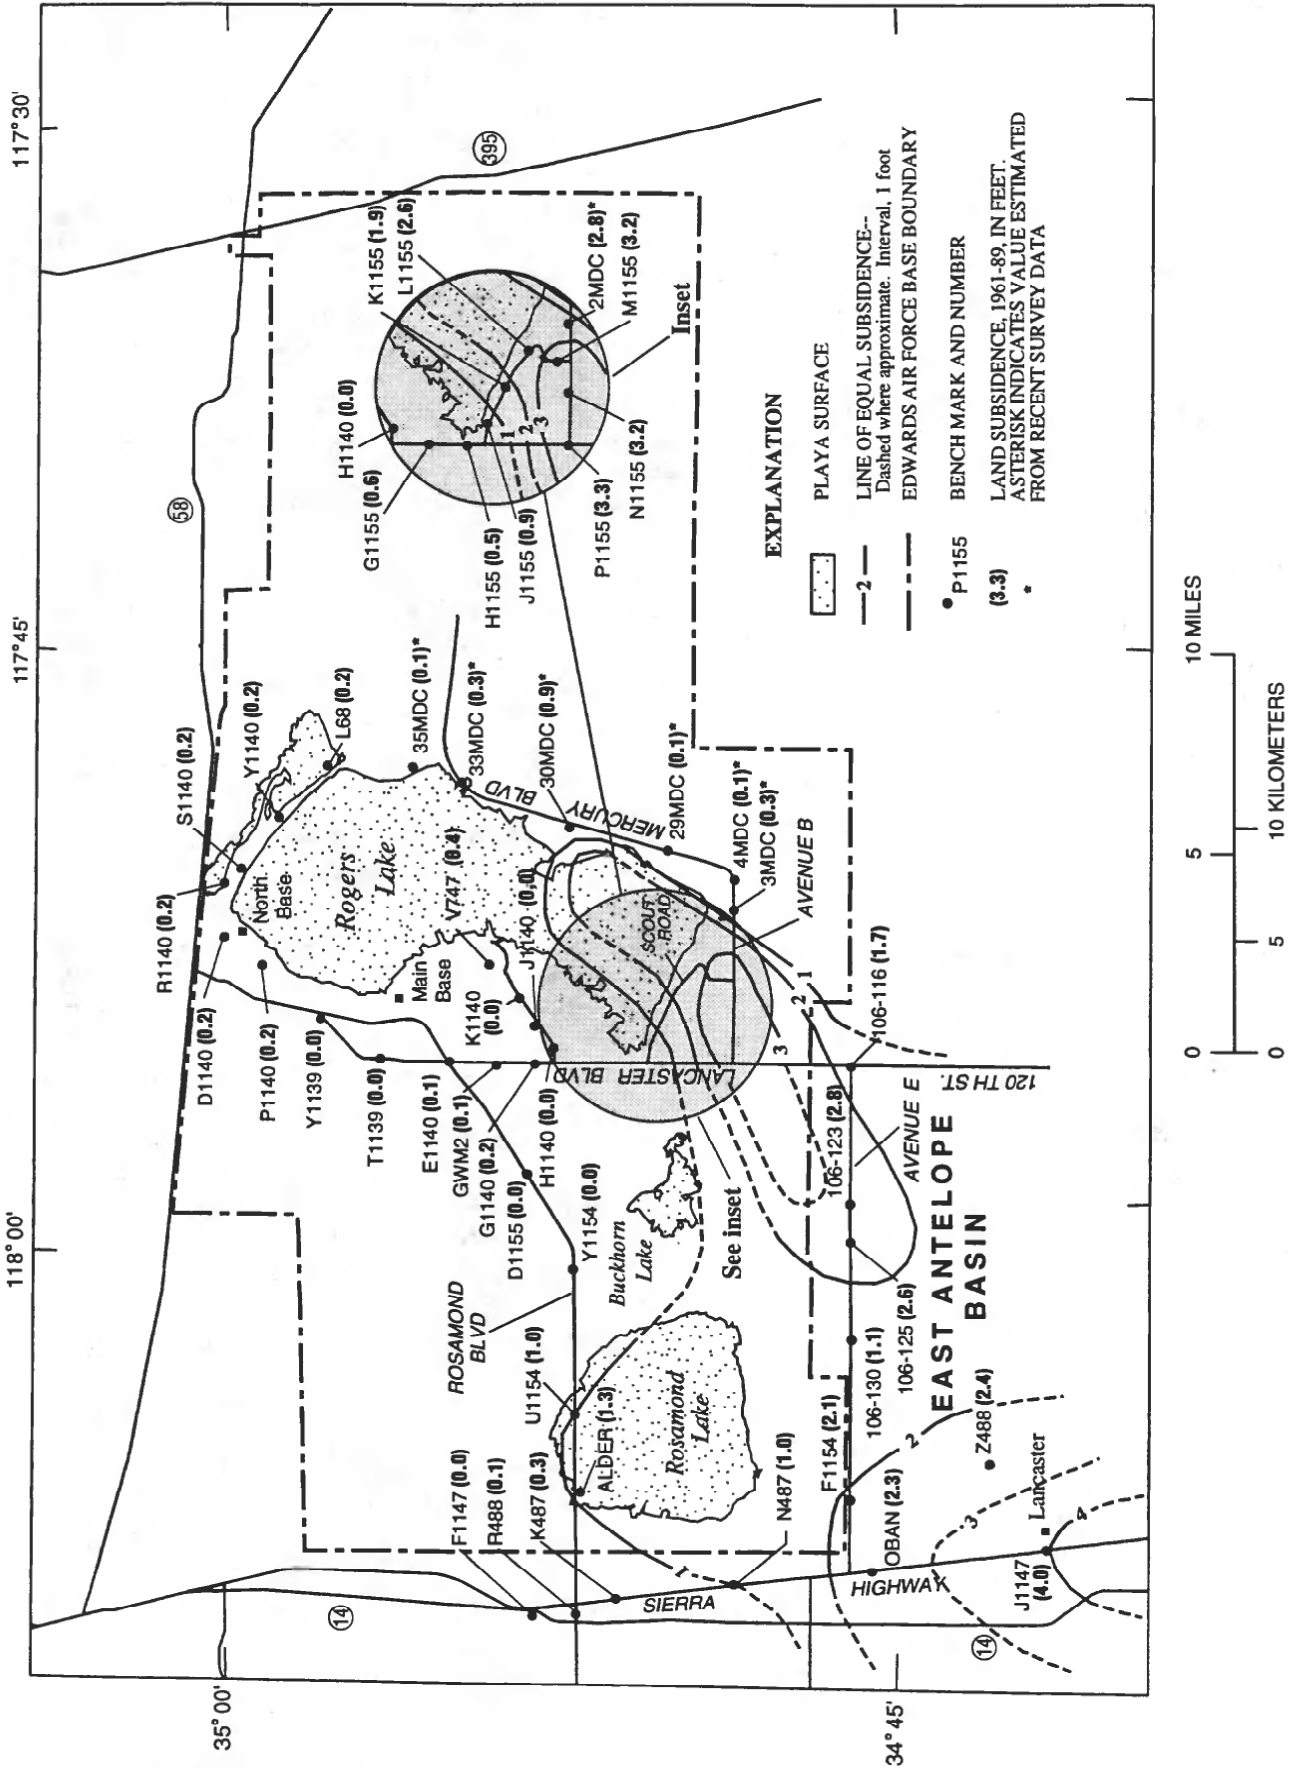 117°30'
117°45'
118°00'
35°00'
34°45'
58
395
14
14
K1155 (1.9)
L1155 (2.6)
2MDC (2.8)*
M1155 (3.2)
Inset
H1140 (0.0)
G1155 (0.6)
H1155 (0.5)
J1155 (0.9)
P1155 (3.3)
N1155 (3.2)
1
2
3
EXPLANATION
PLAYA SURFACE
2
LINE OF EQUAL SUBSIDENCE--
Dashed where approximate. Interval, 1 foot
EDWARDS AIR FORCE BASE BOUNDARY
P1155
BENCH MARK AND NUMBER
(3.3)
LAND SUBSIDENCE, 1961-89, IN FEET.
*
ASTERISK INDICATES VALUE ESTIMATED
FROM RECENT SURVEY DATA
S1140 (0.2)
Y1140 (0.2)
L68 (0.2)
35MDC (0.1)*
33MDC (0.3)*
30MDC (0.9)*
29MDC (0.1)*
4MDC (0.1)*
3MDC (0.3)*
MERCURY
BLVD
AVENUE B
R1140 (0.2)
North
Base
Rogers
Lake
V747 (0.4)
Main
Base
J1140 (0.0)
K1140
(0.0)
SCOUT
ROAD
D1140 (0.2)
P1140 (0.2)
Y1139 (0.0)
T1139 (0.0)
E1140 (0.1)
GWM2 (0.1)
G1140 (0.2)
H1140 (0.0)
D1155 (0.0)
Y1154 (0.0)
LANCASTER BLVD
120 TH ST.
106-116 (1.7)
106-123 (2.8)
AVENUE E
1
2
3
Buckhorn
Lake
See inset
EAST ANTELOPE
BASIN
ROSAMOND
BLVD
U1154 (1.0)
ALDER (1.3)
Rosamond
Lake
F1147 (0.0)
R488 (0.1)
K487 (0.3)
N487 (1.0)
F1154 (2.1)
106-130 (1.1)
106-125 (2.6)
Z488 (2.4)
OBAN (2.3)
SIERRA
HIGHWAY
J1147
(4.0)
Lancaster
1
2
3
4
0
5
10 MILES
0
5
10 KILOMETERS